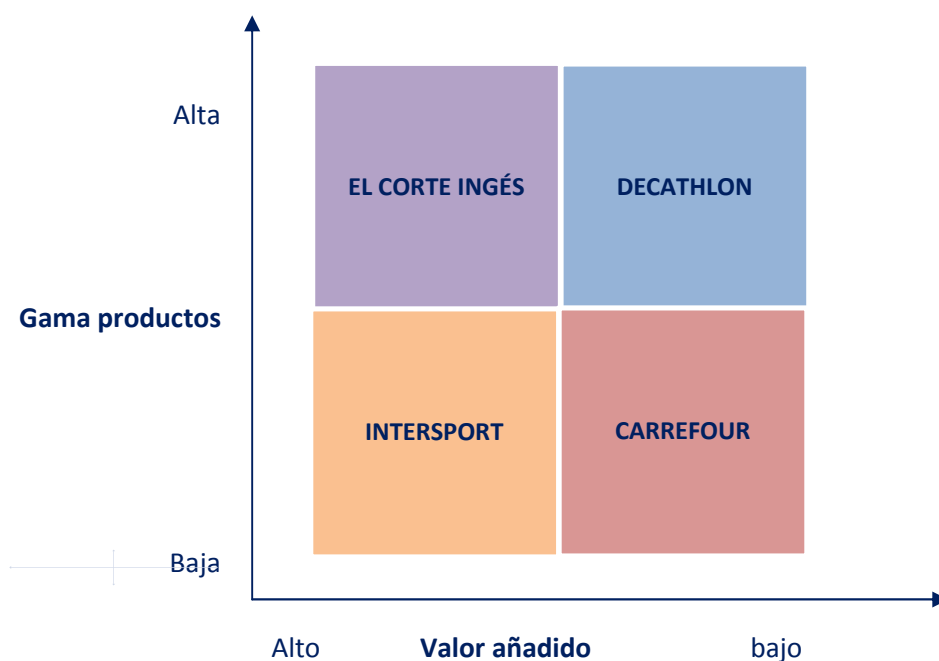 Alta
EL CORTE INGÉS
DECATHLON
Gama productos
INTERSPORT
CARREFOUR
Baja
Alto
Valor añadido
bajo